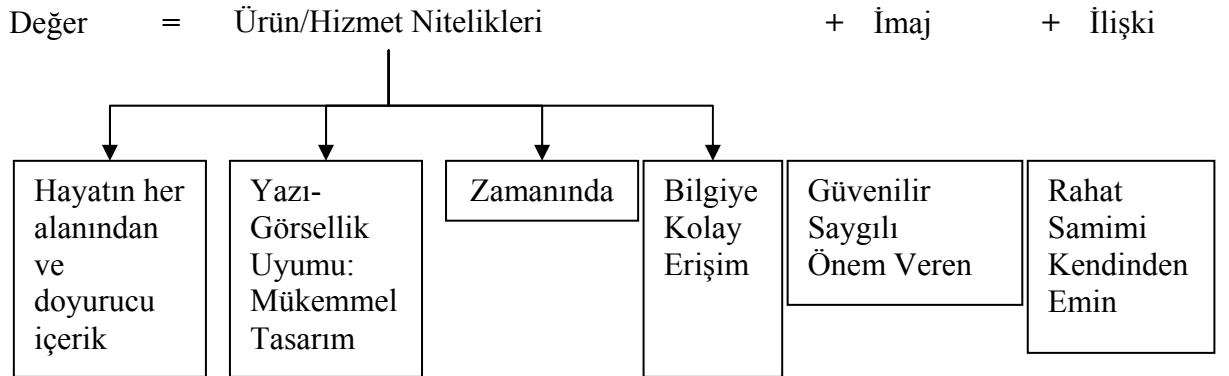 Değer = Ürün/Hizmet Nitelikleri + İmaj + İlişki
Hayatın her
alanından
ve
doyurucu
içerik
Yazı-
Görsellik
Uyumu:
Mükemmel
Tasarım
Zamanında
Bilgiye
Kolay
Erişim
Güvenilir
Saygılı
Önem Veren
Rahat
Samimi
Kendinden
Emin